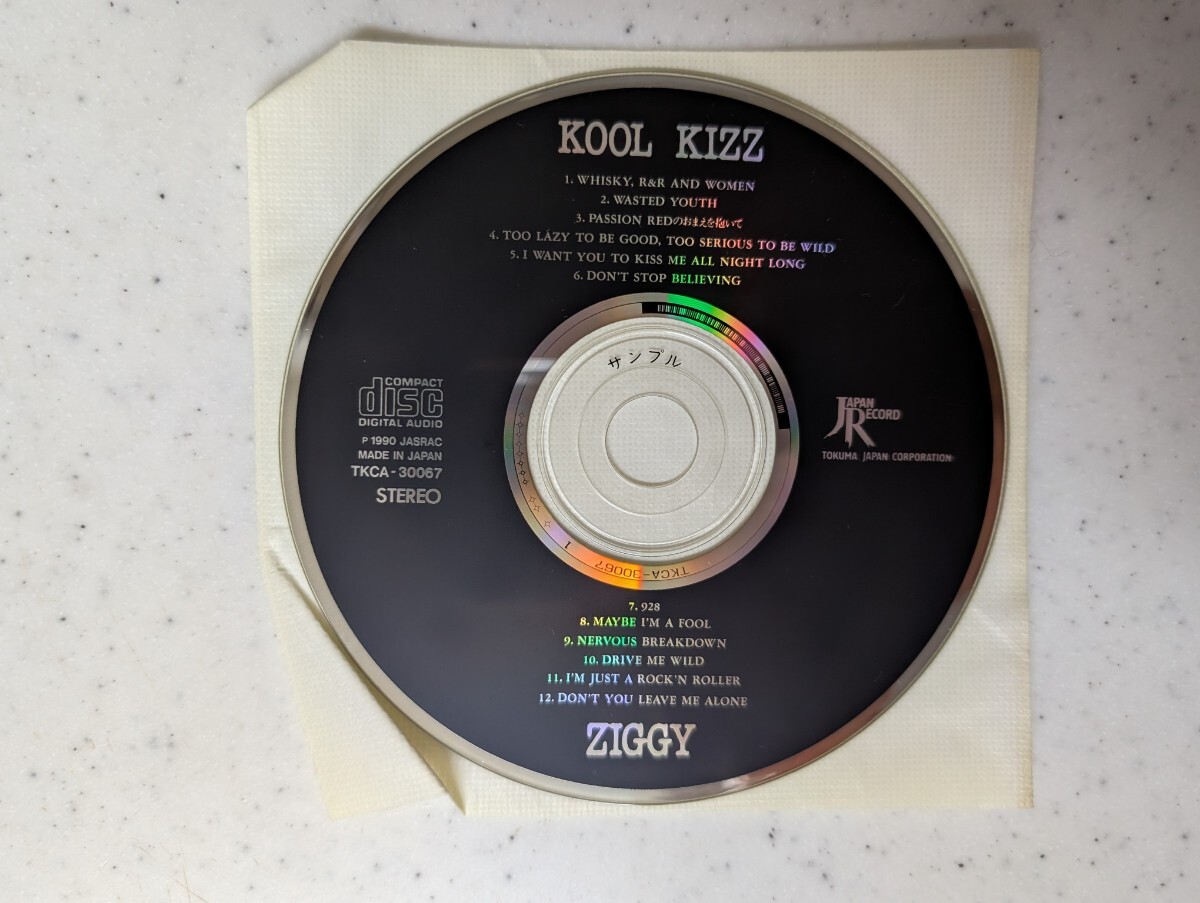 KOOL KIZZ
1. WHISKY, R&R AND WOMEN
2. WASTED YOUTH
3. PASSION REDのおまえを抱いて
4. TOO LAZY TO BE GOOD, TOO SERIOUS TO BE WILD
5. I WANT YOU TO KISS ME ALL NIGHT LONG
6. DON'T STOP BELIEVING
サンプル
COMPACT
disc
DIGITAL AUDIO
℗ 1990 JASRAC
MADE IN JAPAN
TKCA-30067
STEREO
JAPAN
RECORD
TOKUMA JAPAN CORPORATION
TKCA-30067 1
7. 928
8. MAYBE I'M A FOOL
9. NERVOUS BREAKDOWN
10. DRIVE ME WILD
11. I'M JUST A ROCK'N ROLLER
12. DON'T YOU LEAVE ME ALONE
ZIGGY